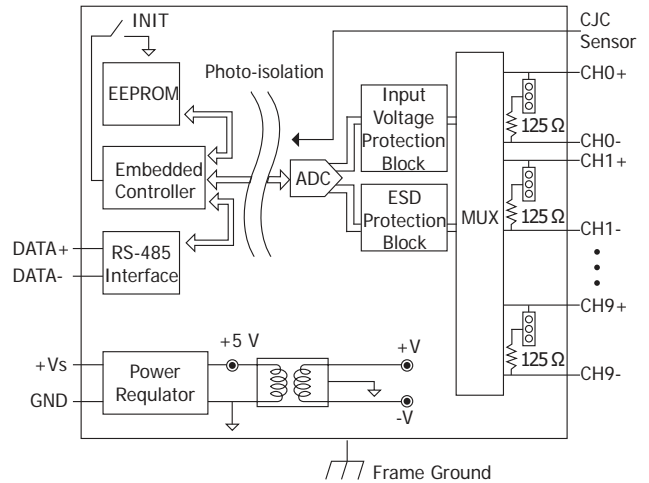 INIT
CJC
Sensor
EEPROM
Photo-isolation
Input
Voltage
Protection
Block
CH0+
125 Ω
CH0-
Embedded
Controller
ADC
ESD
Protection
Block
MUX
CH1+
125 Ω
CH1-
DATA+
DATA-
RS-485
Interface
CH9+
125 Ω
CH9-
+5 V
+V
+Vs
GND
Power
Requlator
-V
Frame Ground